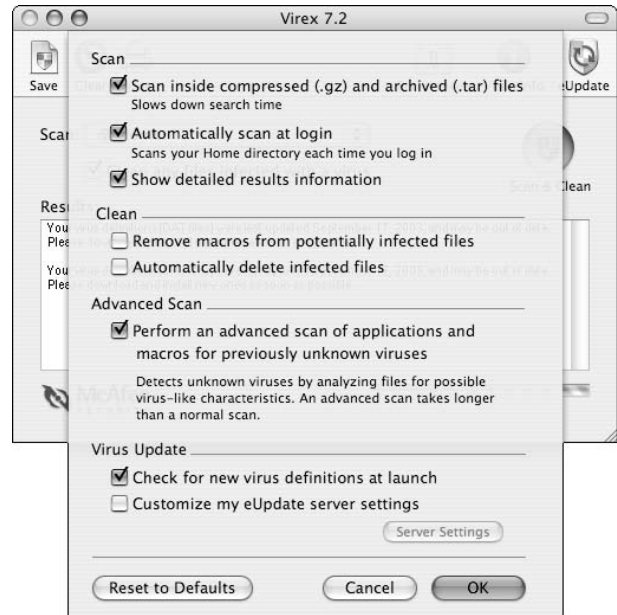 Virex 7.2
Save
eUpdate
Scan
Scan inside compressed (.gz) and archived (.tar) files
Slows down search time
Automatically scan at login
Scans your Home directory each time you log in
Show detailed results information
Clean
Clean
Remove macros from potentially infected files
Automatically delete infected files
Advanced Scan
Perform an advanced scan of applications and
macros for previously unknown viruses
Detects unknown viruses by analyzing files for possible
virus-like characteristics. An advanced scan takes longer
than a normal scan.
McAfee
Virus Update
Check for new virus definitions at launch
Customize my eUpdate server settings
Server Settings
Reset to Defaults
Cancel
OK